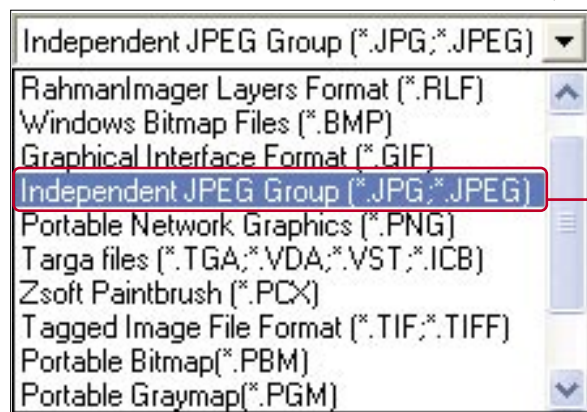 Independent JPEG Group (*.JPG;*.JPEG)
RahmanImager Layers Format (*.RLF)
Windows Bitmap Files (*.BMP)
Graphical Interface Format (*.GIF)
Independent JPEG Group (*.JPG;*.JPEG)
Portable Network Graphics (*.PNG)
Targa files (*.TGA;*.VDA;*.VST;*.ICB)
Zsoft Paintbrush (*.PCX)
Tagged Image File Format (*.TIF;*.TIFF)
Portable Bitmap(*.PBM)
Portable Graymap(*.PGM)